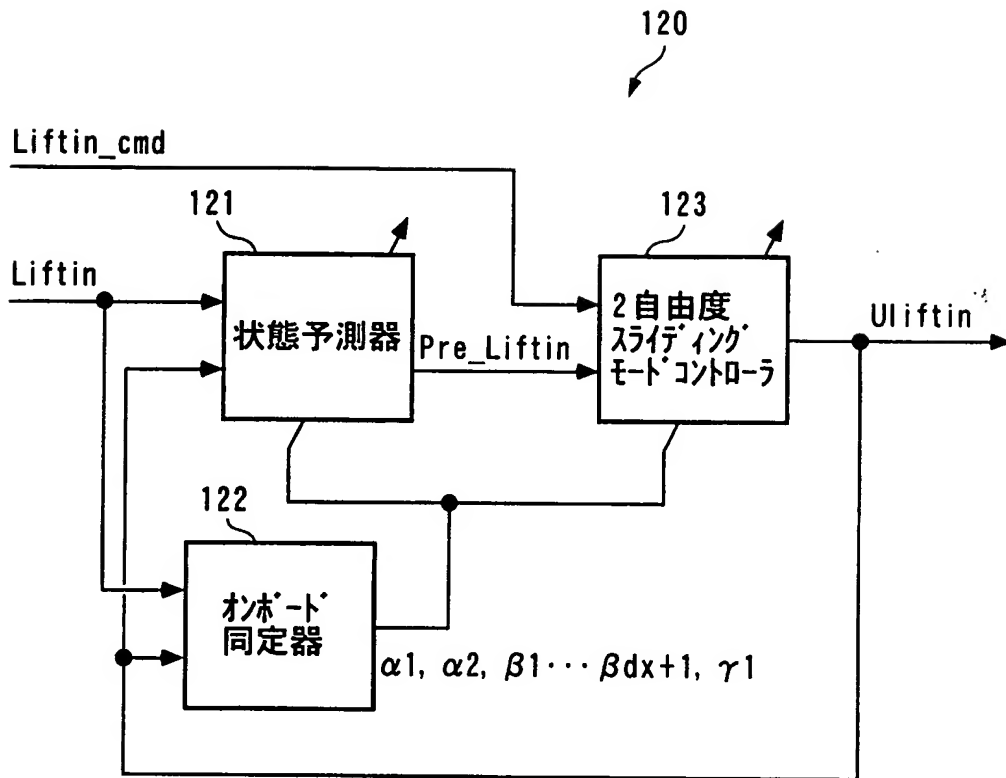 120
Liftin_cmd
121
123
Liftin
状態予測器
Pre_Liftin
2自由度
スライディング
モードコントローラ
Uliftin
122
オンボード
同定器
α1, α2, β1··· βdx+1, γ1